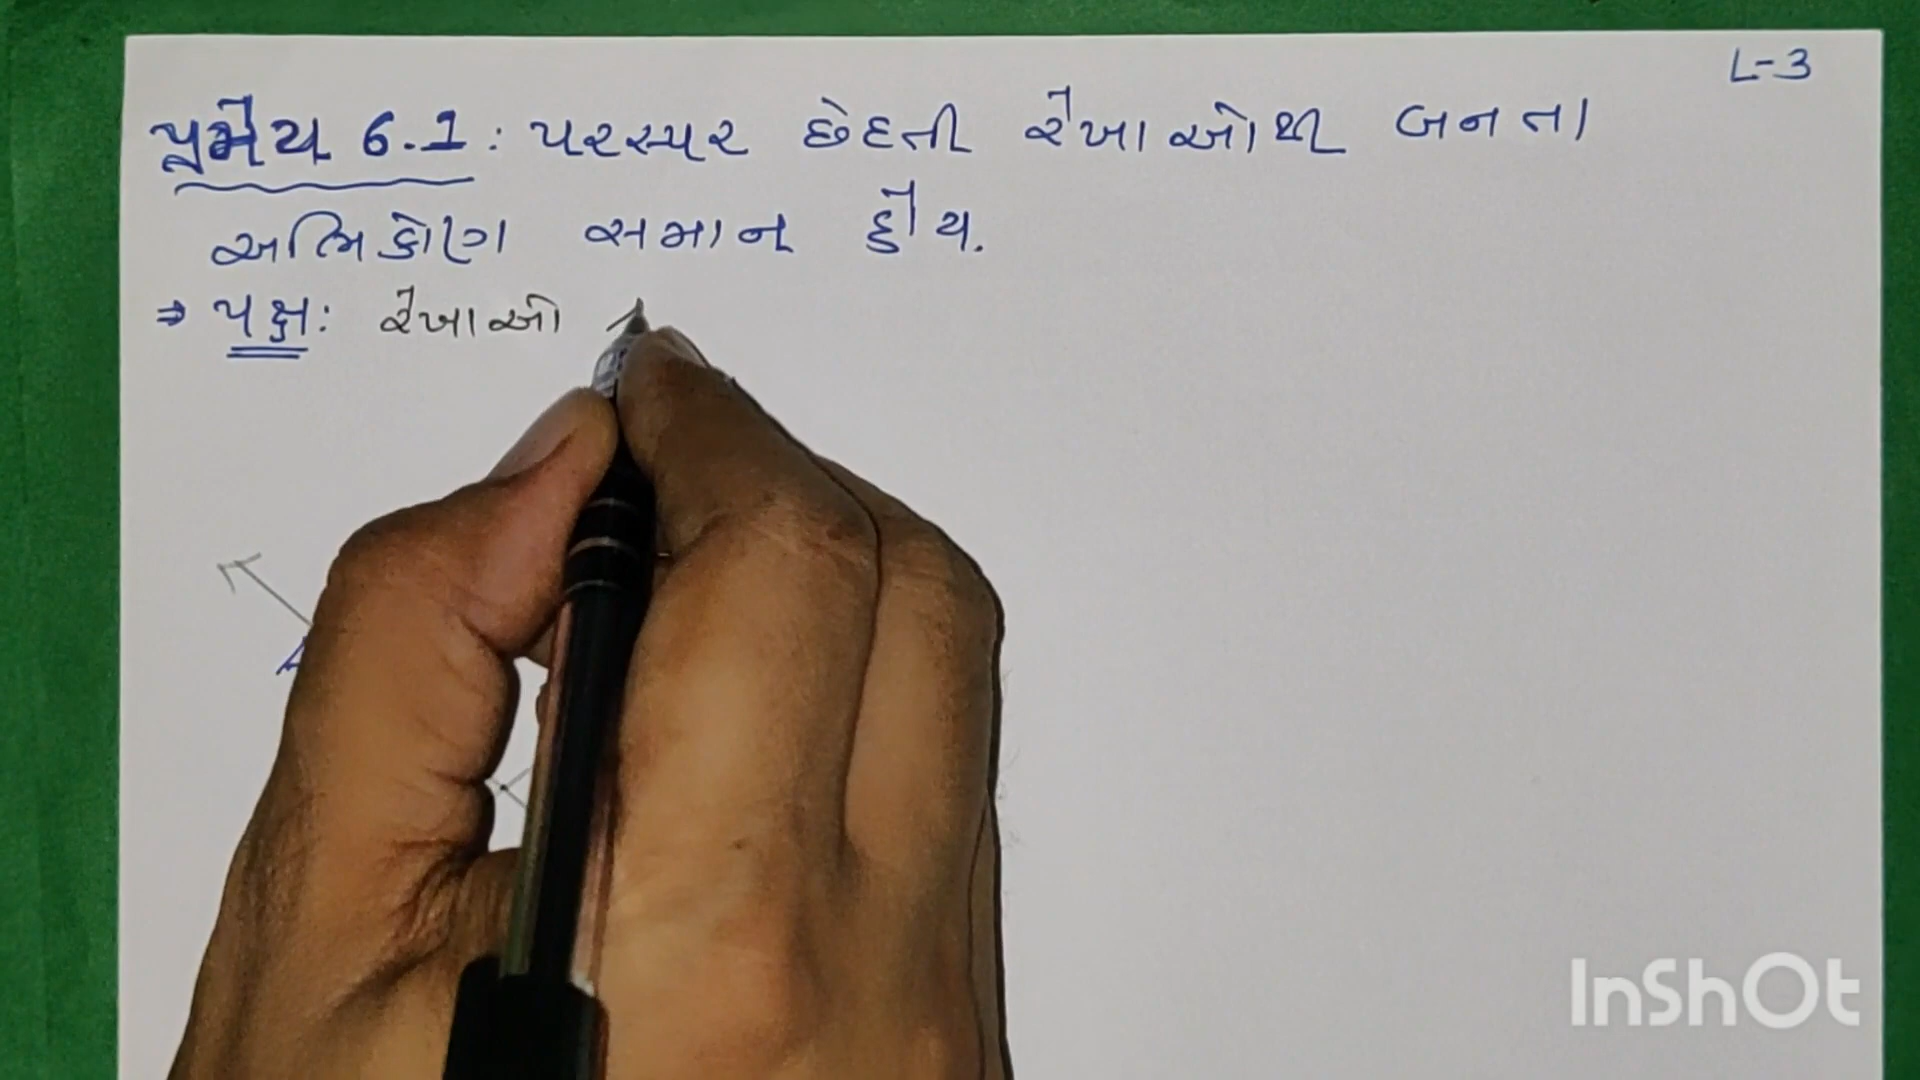 L-3
પ્રમેય 6.1: પરસ્પર છેદતી રેખાઓથી બનતા
અભિકોણ સમાન હોય.
⇒ પક્ષ: રેખાઓ
A
InShOt